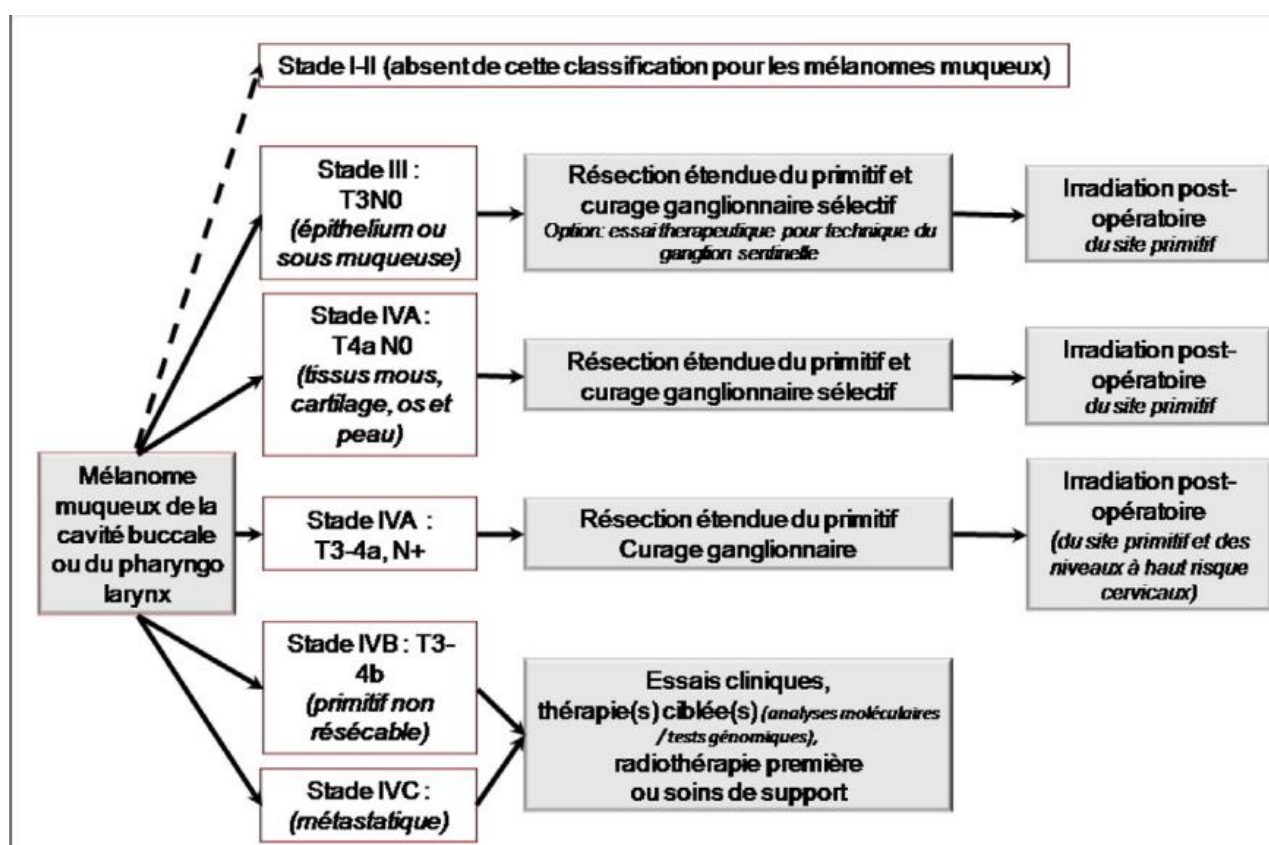 Stade I-II (absent de cette classification pour les mélanomes muqueux)
Stade III :
T3N0
(épithelium ou
sous muqueuse)
Résection étendue du primitif et
curage ganglionnaire sélectif
Option: essai therapeutique pour technique du
ganglion sentinelle
Irradiation post-
opératoire
du site primitif
Stade IVA :
T4a N0
(tissus mous,
cartilage, os et
peau)
Résection étendue du primitif et
curage ganglionnaire sélectif
Irradiation post-
opératoire
du site primitif
Mélanome
muqueux de la
cavité buccale
ou du pharyngo
larynx
Stade IVA :
T3-4a, N+
Résection étendue du primitif
Curage ganglionnaire
Irradiation post-
opératoire
(du site primitif et des
niveaux à haut risque
cervicaux)
Stade IVB : T3-
4b
(primitif non
résécable)
Stade IVC :
(métastatique)
Essais cliniques,
thérapie(s) ciblée(s) (analyses moléculaires
/ tests génomiques),
radiothérapie première
ou soins de support